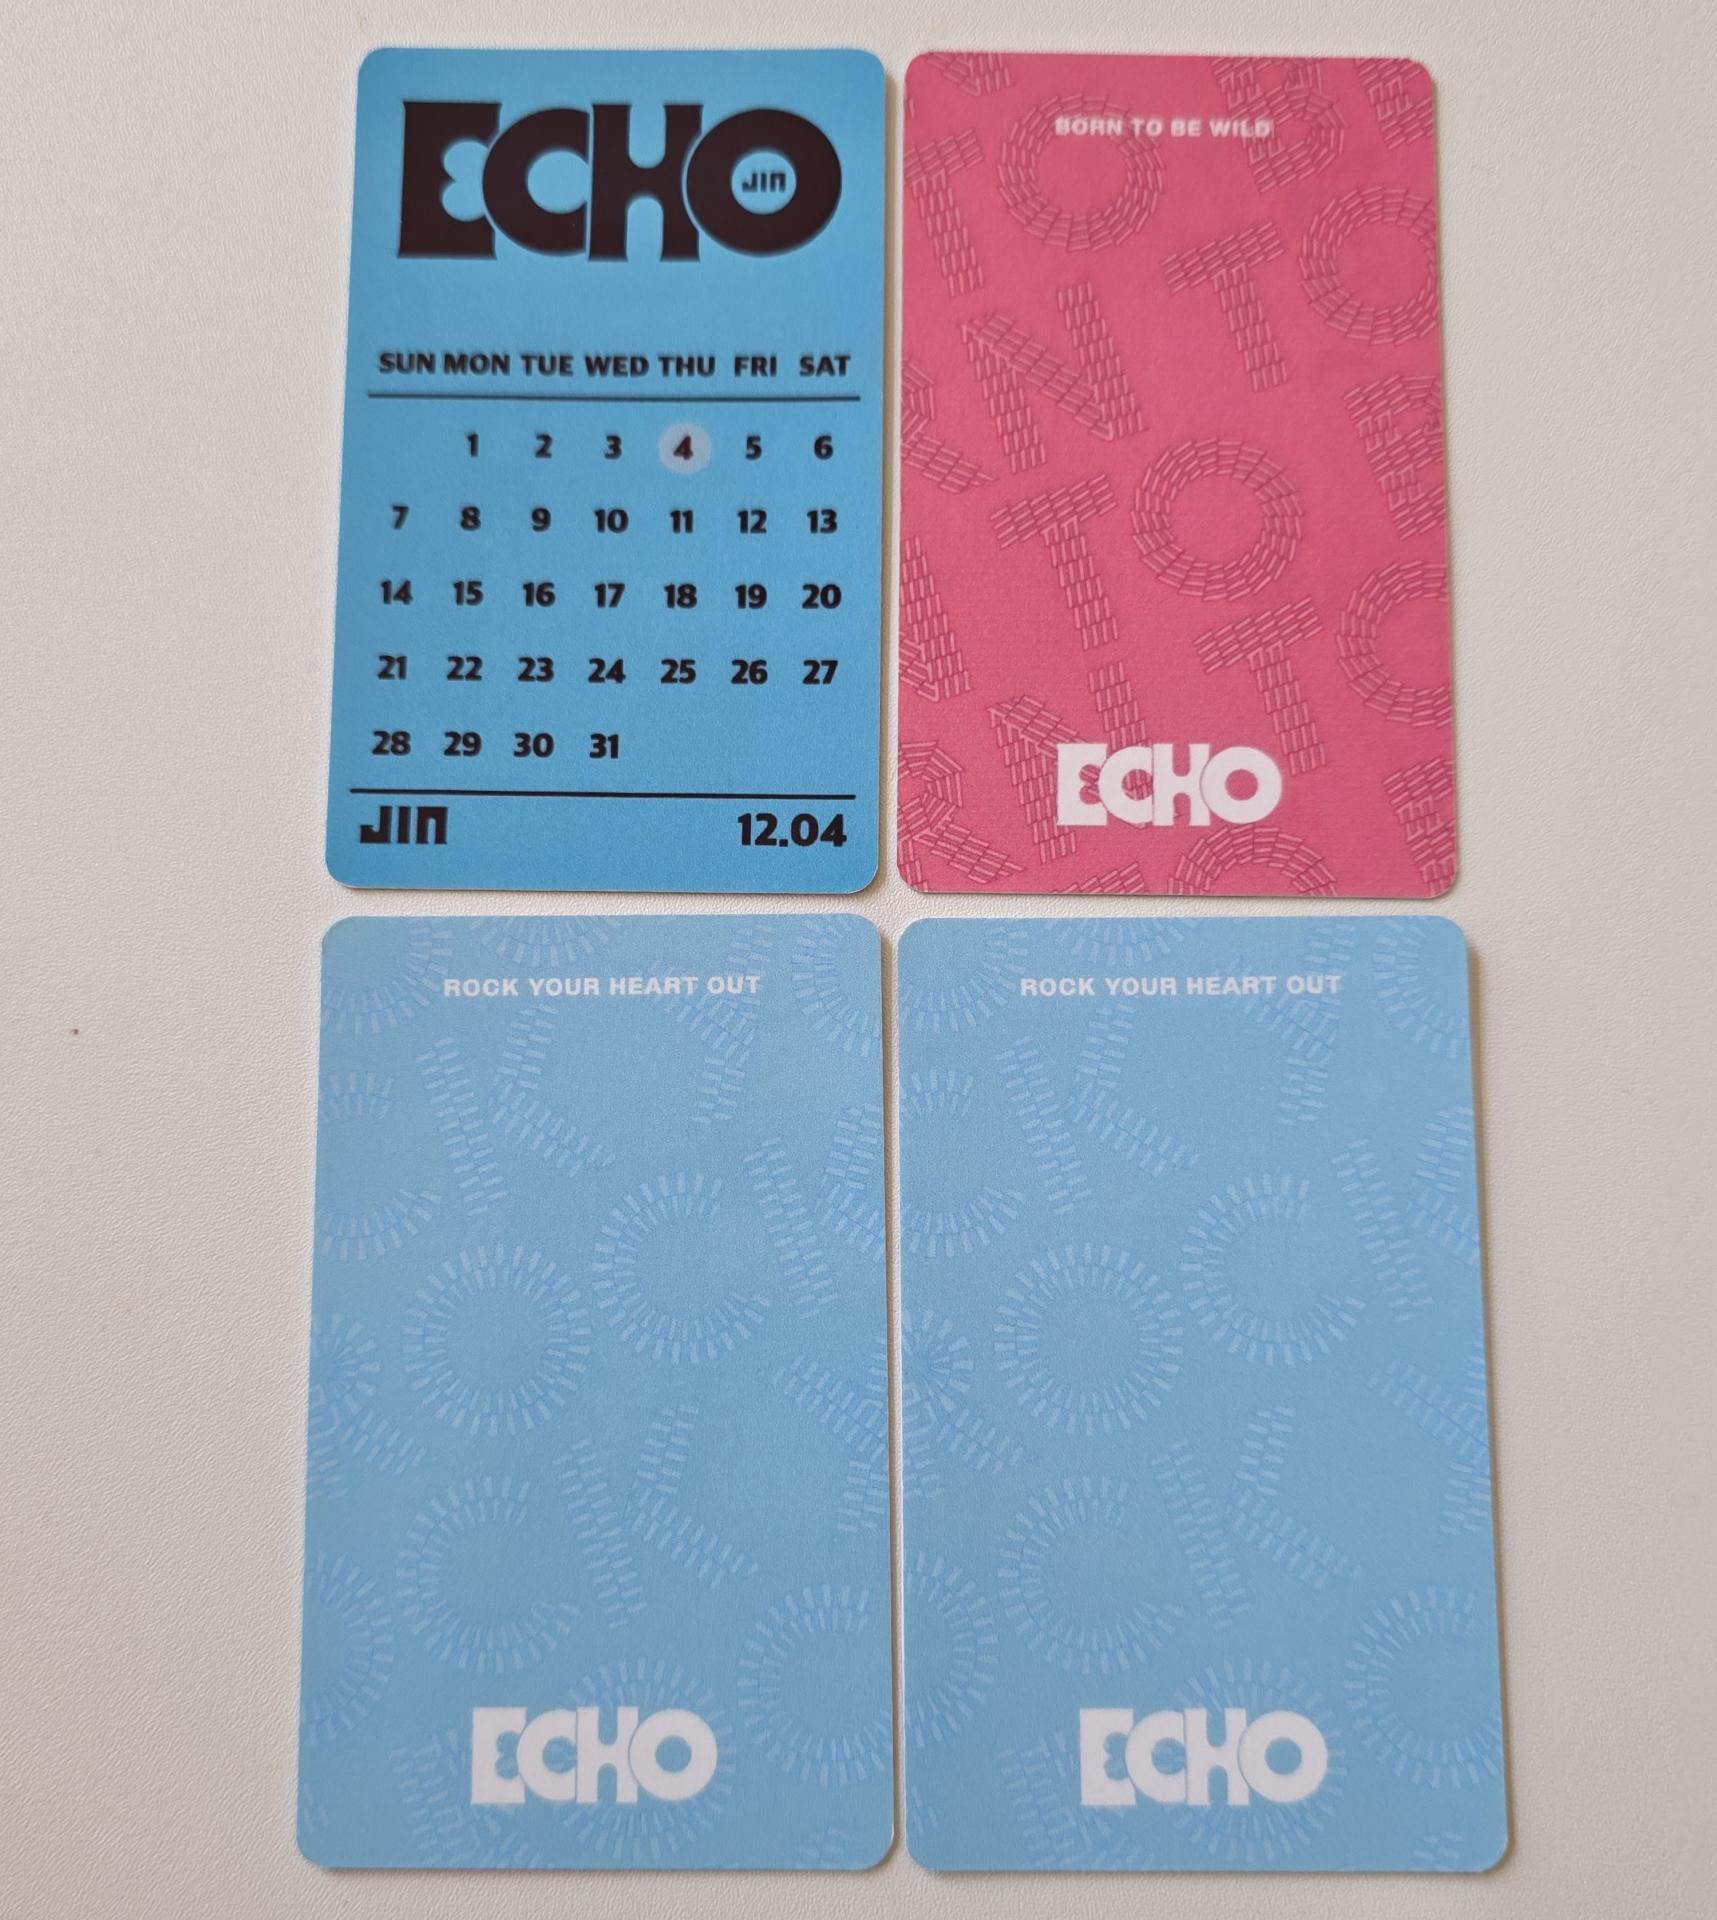 ECHO
JIN
SUN MON TUE WED THU FRI SAT
1 2 3 4 5 6
7 8 9 10 11 12 13
14 15 16 17 18 19 20
21 22 23 24 25 26 27
28 29 30 31
JIN 12.04
BORN TO BE WILD
ECHO
ROCK YOUR HEART OUT
ECHO
ROCK YOUR HEART OUT
ECHO